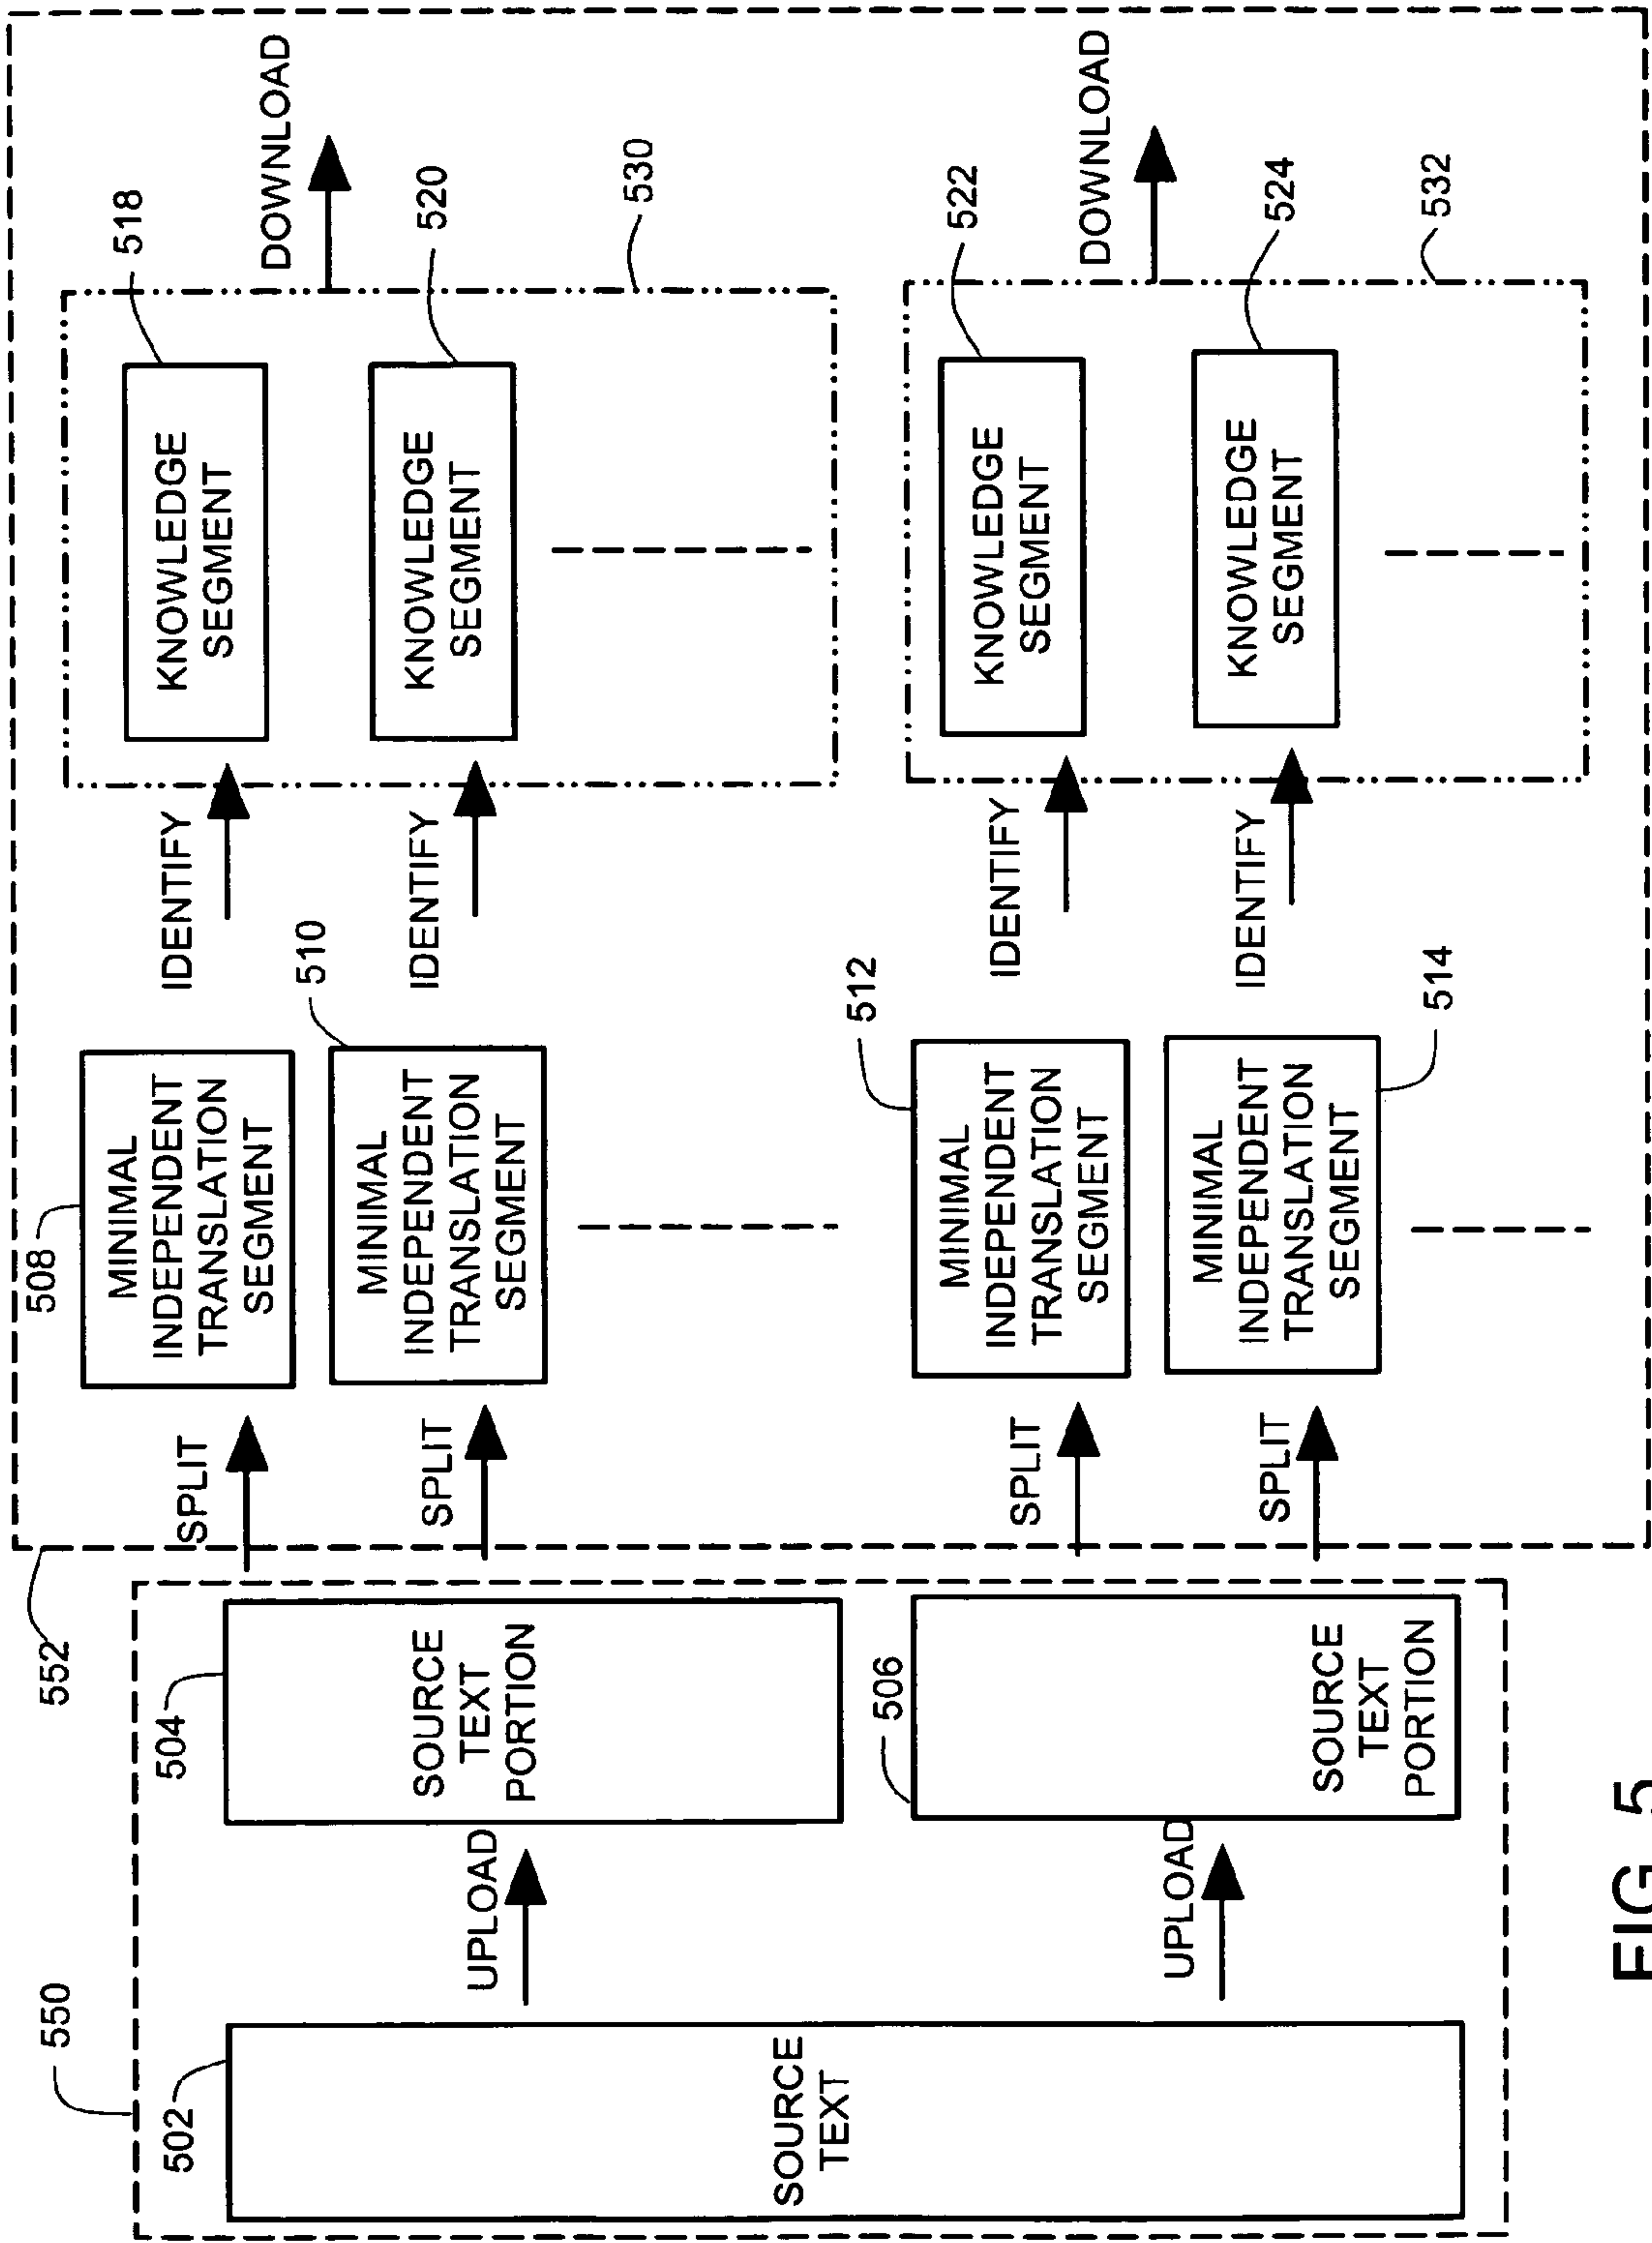 550
502
SOURCE
TEXT
UPLOAD
UPLOAD
504
SOURCE
TEXT
PORTION
506
SOURCE
TEXT
PORTION
552
SPLIT
SPLIT
SPLIT
SPLIT
508
MINIMAL
INDEPENDENT
TRANSLATION
SEGMENT
510
MINIMAL
INDEPENDENT
TRANSLATION
SEGMENT
512
MINIMAL
INDEPENDENT
TRANSLATION
SEGMENT
514
MINIMAL
INDEPENDENT
TRANSLATION
SEGMENT
IDENTIFY
IDENTIFY
IDENTIFY
IDENTIFY
518
KNOWLEDGE
SEGMENT
520
KNOWLEDGE
SEGMENT
530
522
KNOWLEDGE
SEGMENT
524
KNOWLEDGE
SEGMENT
532
DOWNLOAD
DOWNLOAD
FIG 5